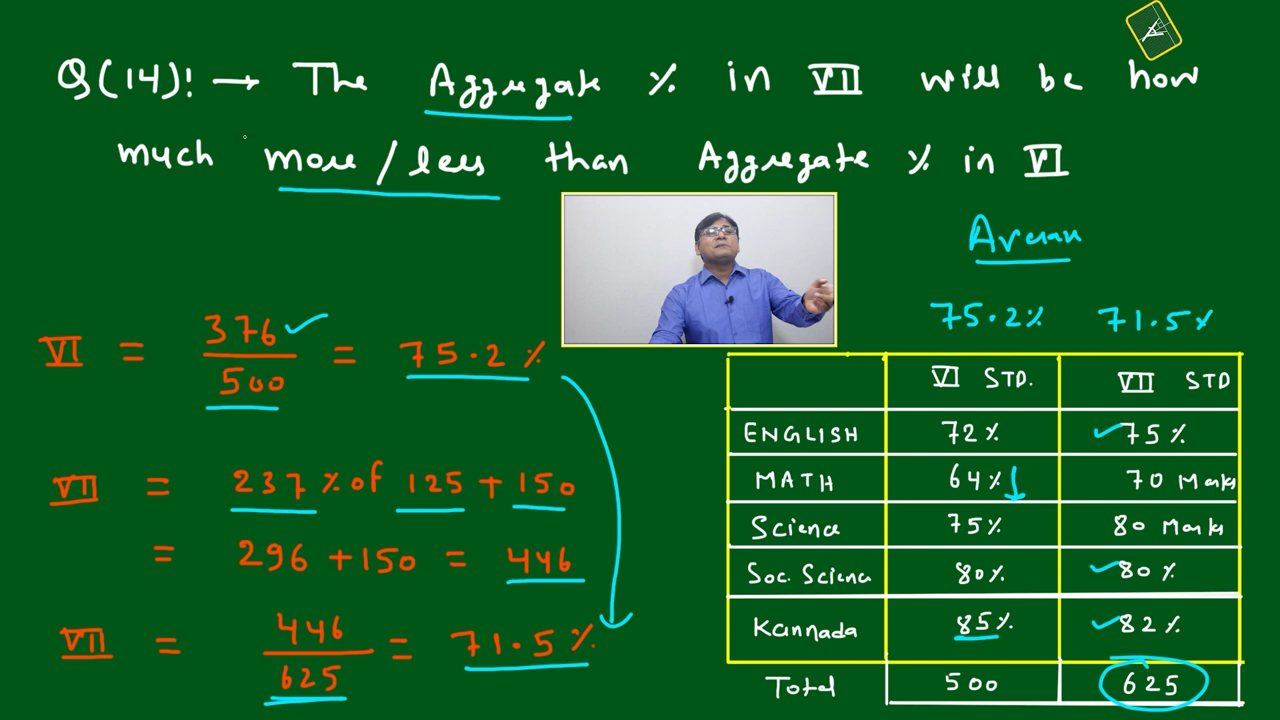 Q(14)! → The Aggregate % in VII will be how
much more / less than Aggregate % in VI
75.2% 71.5%
VI = 376/500 = 75.2 %
VII = 237 % of 125 + 150
= 296 + 150 = 446
VII = 446/625 = 71.5 %
VI STD. VII STD
ENGLISH 72% 75%
MATH 64% 70 Marks
Science 75% 80 Marks
Soc. Scienc 80% 80%
Kannada 85% 82%
Total 500 625